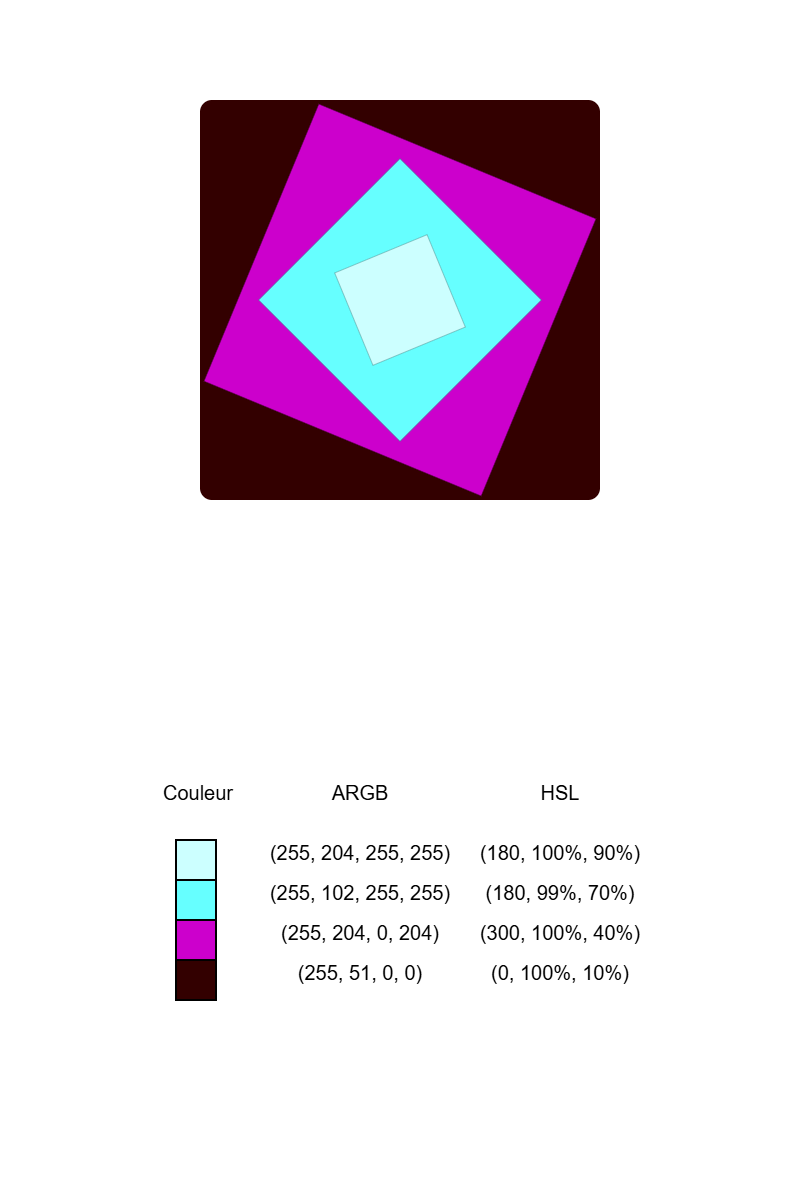 Couleur ARGB HSL
(255, 204, 255, 255) (180, 100%, 90%)
(255, 102, 255, 255) (180, 99%, 70%)
(255, 204, 0, 204) (300, 100%, 40%)
(255, 51, 0, 0) (0, 100%, 10%)